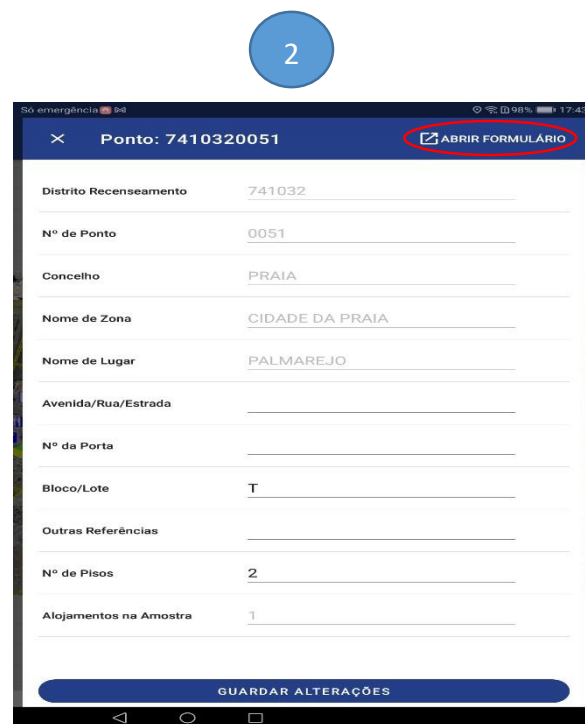 2
Só emergência 98% 17:43
Ponto: 7410320051 ABRIR FORMULÁRIO
Distrito Recenseamento 741032
Nº de Ponto 0051
Concelho PRAIA
Nome de Zona CIDADE DA PRAIA
Nome de Lugar PALMAREJO
Avenida/Rua/Estrada
Nº da Porta
Bloco/Lote T
Outras Referências
Nº de Pisos 2
Alojamentos na Amostra 1
GUARDAR ALTERAÇÕES